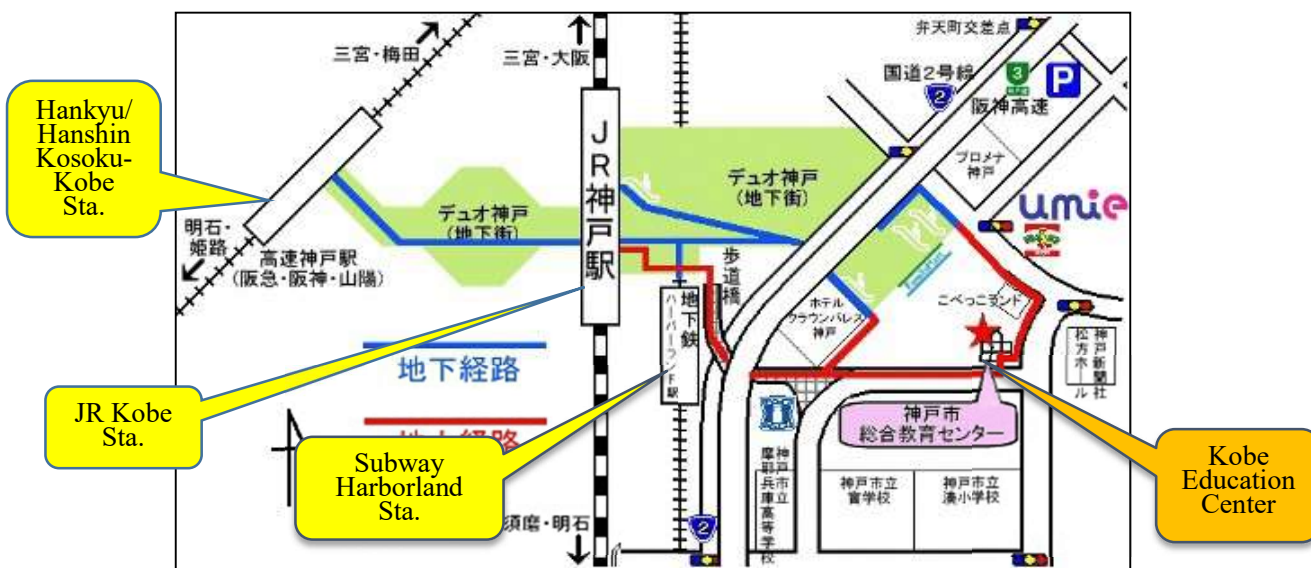 Hankyu/
Hanshin
Kosoku-
Kobe
Sta.
三宮・梅田
三宮・大阪
弁天町交差点
国道2号線
2
3
P
阪神高速
プロメナ
神戸
umie
デュオ神戸
(地下街)
デュオ神戸
(地下街)
JR神戸駅
明石・
姫路
高速神戸駅
(阪急・阪神・山陽)
歩道橋
地下鉄
ハーバーランド駅
ホテル
クラウンパレス
神戸
こべっこランド
神戸新聞社
松方ホール
地下経路
JR Kobe
Sta.
Subway
Harborland
Sta.
神戸市
総合教育センター
Kobe
Education
Center
神戸市立
兵庫高等学校
神戸市立
盲学校
神戸市立
湊小学校
須磨・明石
2